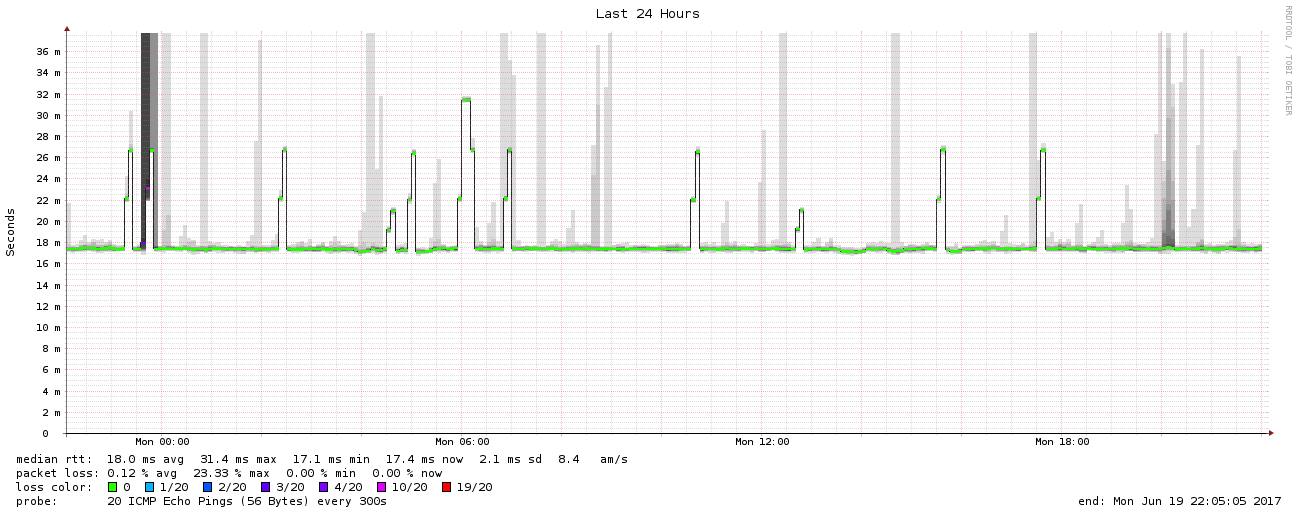 Last 24 Hours
RRDTOOL / TOBI OETIKER
Seconds
36 m
34 m
32 m
30 m
28 m
26 m
24 m
22 m
20 m
18 m
16 m
14 m
12 m
10 m
8 m
6 m
4 m
2 m
0
Mon 00:00 Mon 06:00 Mon 12:00 Mon 18:00
median rtt: 18.0 ms avg 31.4 ms max 17.1 ms min 17.4 ms now 2.1 ms sd 8.4 am/s
packet loss: 0.12 % avg 23.33 % max 0.00 % min 0.00 % now
loss color: 0 1/20 2/20 3/20 4/20 10/20 19/20
probe: 20 ICMP Echo Pings (56 Bytes) every 300s end: Mon Jun 19 22:05:05 2017